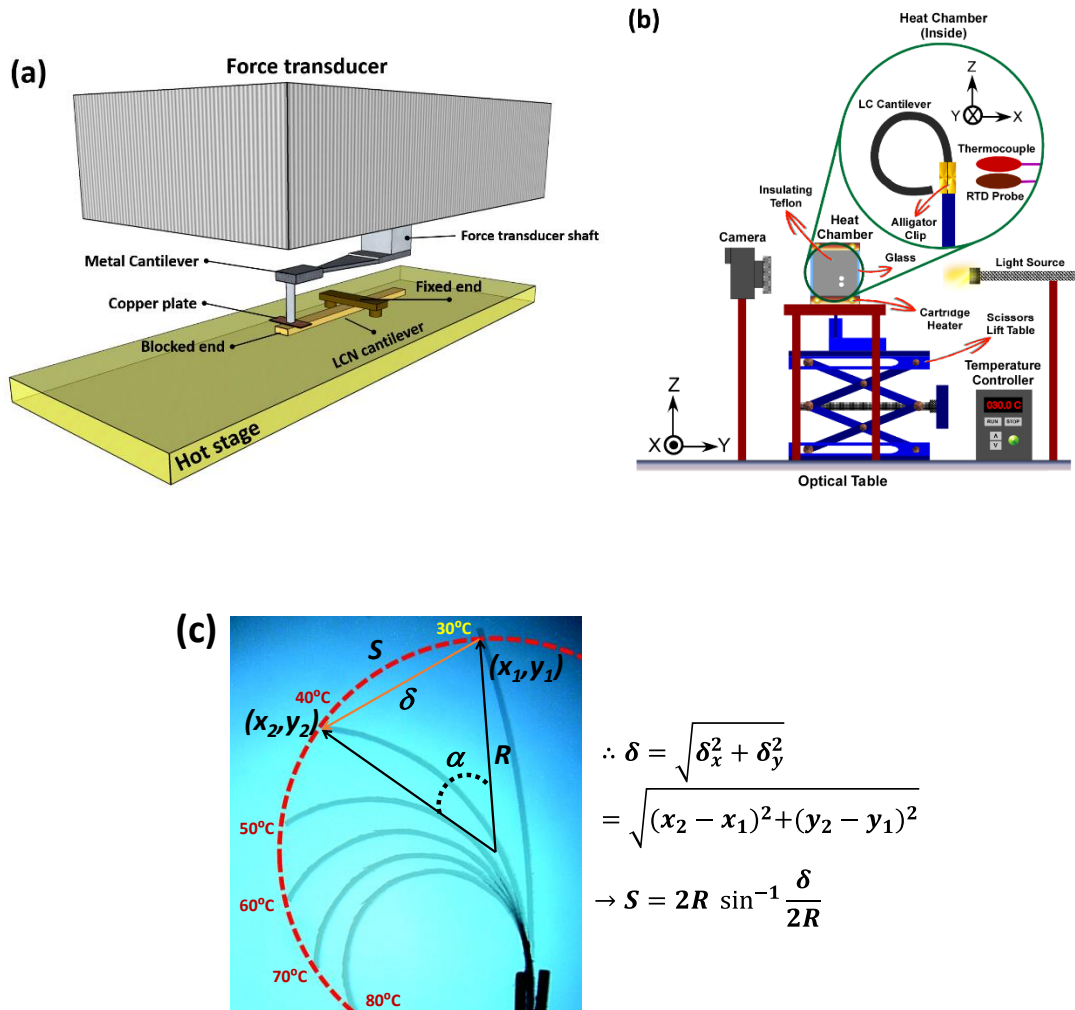 (a)
Force transducer
Force transducer shaft
Metal Cantilever
Fixed end
Copper plate
Blocked end
LCN cantilever
Hot stage
(b)
Heat Chamber
(Inside)
Z
LC Cantilever
Y
X
Thermocouple
RTD Probe
Alligator
Clip
Insulating
Teflon
Heat
Chamber
Camera
Glass
Light Source
Cartridge
Heater
Scissors
Lift Table
Temperature
Controller
030.0 C
RUN STOP
Z
X
Y
Optical Table
(c)
30°C
S
(x₁,y₁)
40°C
(x₂,y₂)
δ
R
α
50°C
60°C
70°C
80°C
∴ δ = √(δₓ² + δᵧ²)
= √((x₂ − x₁)²+(y₂ − y₁)²)
→ S = 2R sin⁻¹ δ/2R